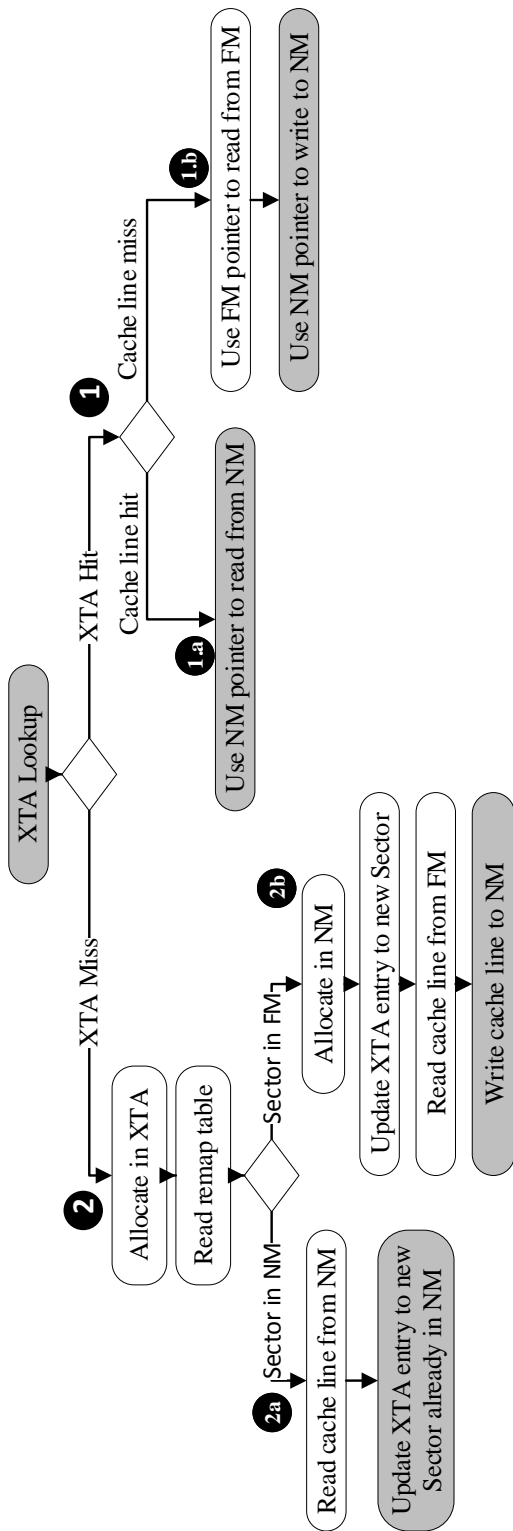 XTA Lookup
XTA Miss
XTA Hit
2
Allocate in XTA
Read remap table
Sector in NM
Sector in FM
2a
Read cache line from NM
Update XTA entry to new
Sector already in NM
2b
Allocate in NM
Update XTA entry to new Sector
Read cache line from FM
Write cache line to NM
1
Cache line hit
Cache line miss
1.a
Use NM pointer to read from NM
1.b
Use FM pointer to read from FM
Use NM pointer to write to NM